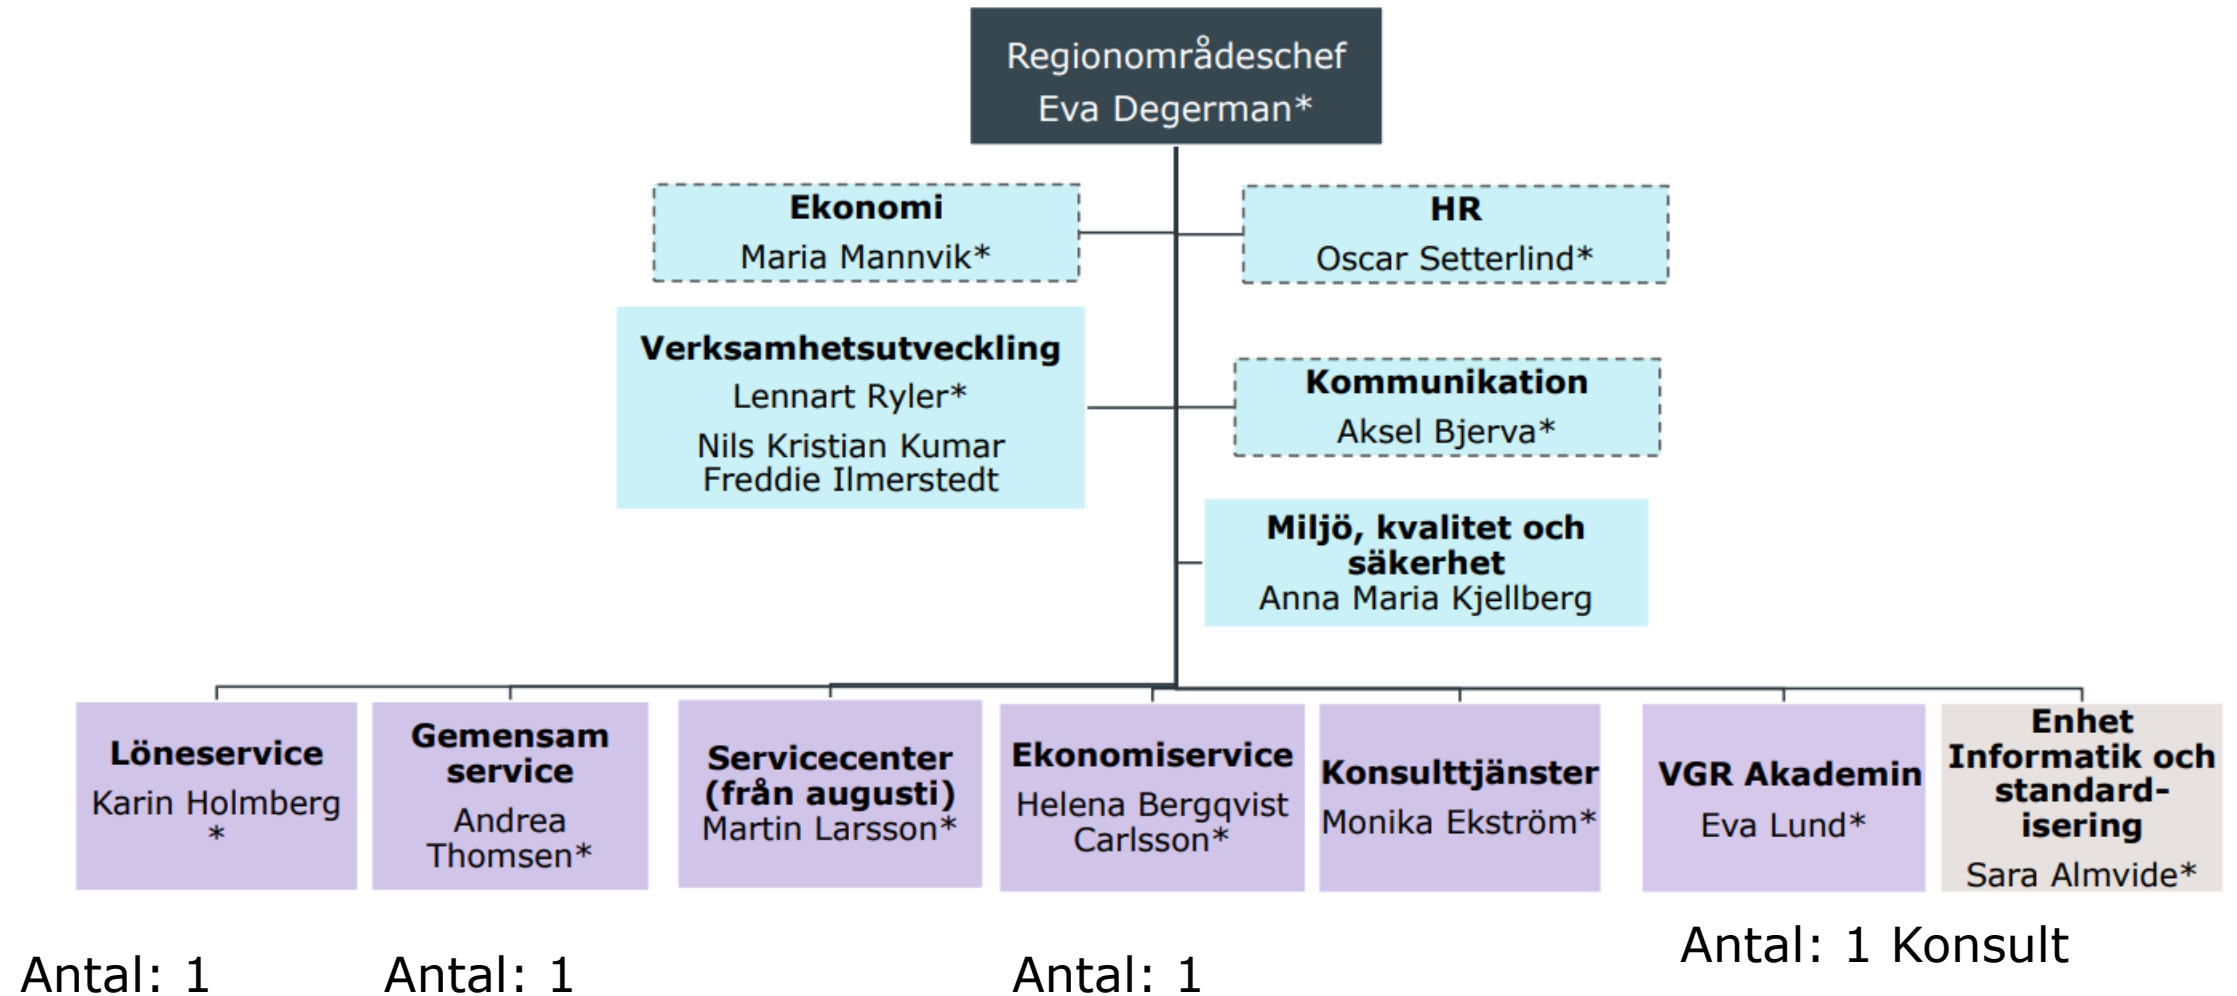 Regionområdeschef
Eva Degerman*
Ekonomi
Maria Mannvik*
HR
Oscar Setterlind*
Verksamhetsutveckling
Lennart Ryler*
Nils Kristian Kumar
Freddie Ilmerstedt
Kommunikation
Aksel Bjerva*
Miljö, kvalitet och
säkerhet
Anna Maria Kjellberg
Löneservice
Karin Holmberg
*
Gemensam
service
Andrea
Thomsen*
Servicecenter
(från augusti)
Martin Larsson*
Ekonomiservice
Helena Bergqvist
Carlsson*
Konsulttjänster
Monika Ekström*
VGR Akademin
Eva Lund*
Enhet
Informatik och
standard-
isering
Sara Almvide*
Antal: 1
Antal: 1
Antal: 1
Antal: 1 Konsult